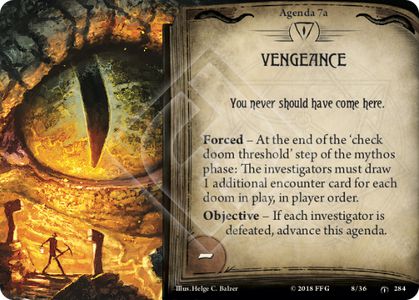 Agenda 7a
VENGEANCE
You never should have come here.
Forced – At the end of the ‘check
doom threshold’ step of the mythos
phase: The investigators must draw
1 additional encounter card for each
doom in play, in player order.
Objective – If each investigator is
defeated, advance this agenda.
–
Illus. Helge C. Balzer
© 2018 FFG
8/36
284